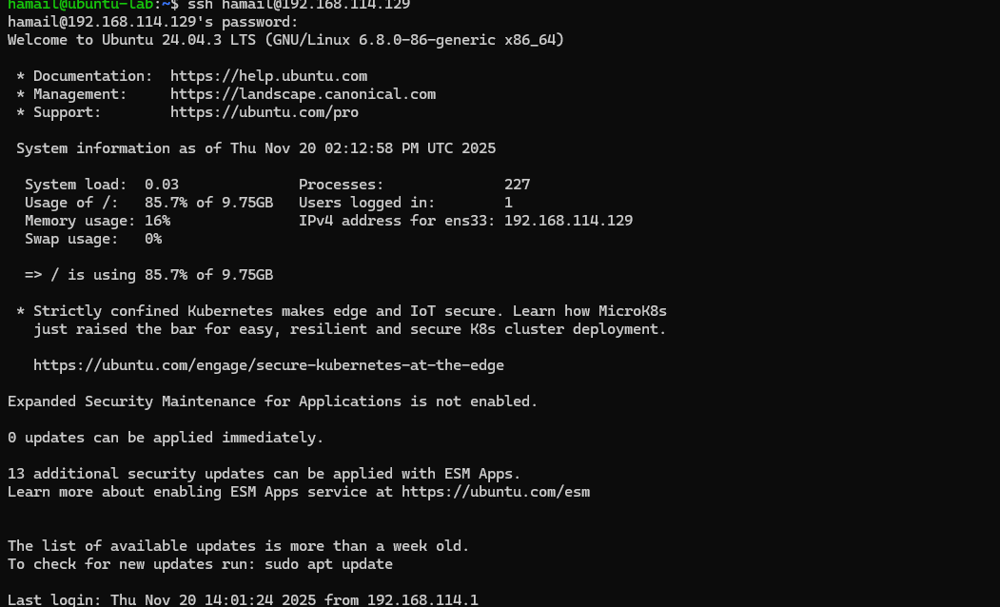 hamail@ubuntu-lab:~$ ssh hamail@192.168.114.129
hamail@192.168.114.129's password:
Welcome to Ubuntu 24.04.3 LTS (GNU/Linux 6.8.0-86-generic x86_64)
* Documentation:  https://help.ubuntu.com
* Management:     https://landscape.canonical.com
* Support:        https://ubuntu.com/pro
System information as of Thu Nov 20 02:12:58 PM UTC 2025
System load:  0.03              Processes:              227
Usage of /:   85.7% of 9.75GB   Users logged in:        1
Memory usage: 16%               IPv4 address for ens33: 192.168.114.129
Swap usage:   0%
=> / is using 85.7% of 9.75GB
* Strictly confined Kubernetes makes edge and IoT secure. Learn how MicroK8s
just raised the bar for easy, resilient and secure K8s cluster deployment.
https://ubuntu.com/engage/secure-kubernetes-at-the-edge
Expanded Security Maintenance for Applications is not enabled.
0 updates can be applied immediately.
13 additional security updates can be applied with ESM Apps.
Learn more about enabling ESM Apps service at https://ubuntu.com/esm
The list of available updates is more than a week old.
To check for new updates run: sudo apt update
Last login: Thu Nov 20 14:01:24 2025 from 192.168.114.1